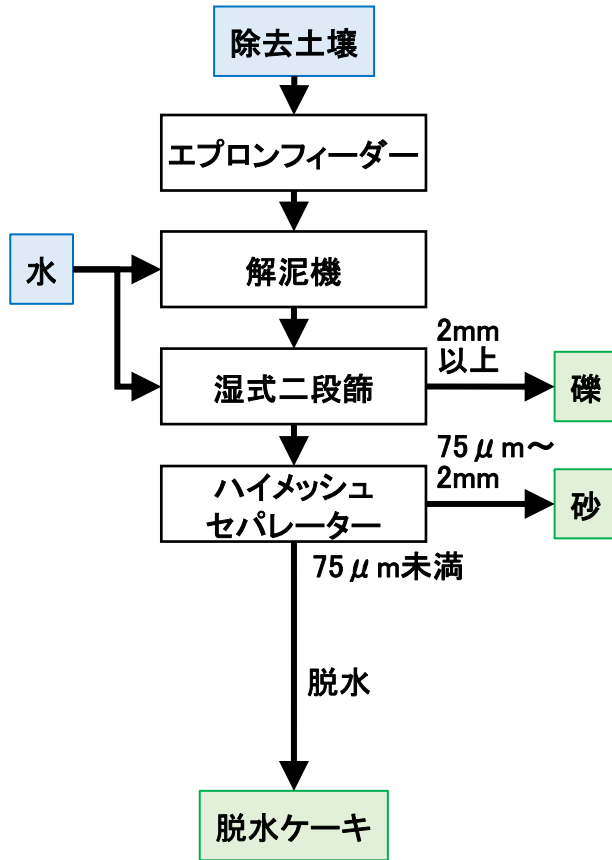 除去土壌
エプロンフィーダー
水
解泥機
2mm
以上
湿式二段篩
礫
75μm～
2mm
ハイメッシュ
セパレーター
砂
75μm未満
脱水
脱水ケーキ